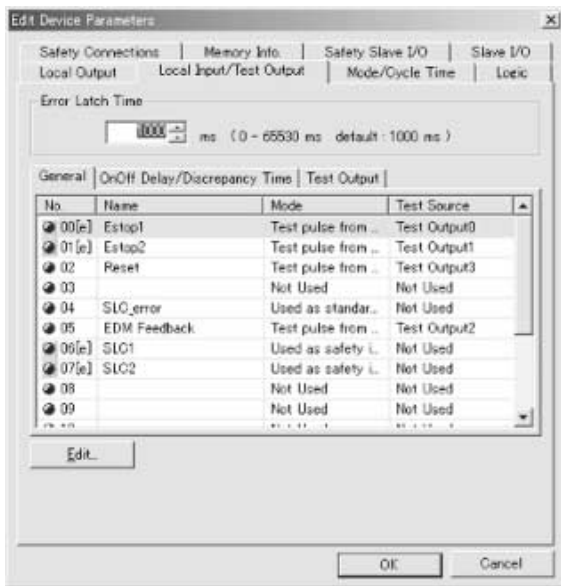 Edit Device Parameters
Safety Connections Memory Info. Safety Slave I/O Slave I/O
Local Output Local Input/Test Output Mode/Cycle Time Logic
Error Latch Time
1000 ms ( 0 - 65530 ms default : 1000 ms )
General OnOff Delay/Discrepancy Time Test Output
No. Name Mode Test Source
00[e] Estop1 Test pulse from .. Test Output0
01[e] Estop2 Test pulse from .. Test Output1
02 Reset Test pulse from .. Test Output3
03 Not Used Not Used
04 SLC_error Used as standar.. Not Used
05 EDM Feedback Test pulse from .. Test Output2
06[e] SLC1 Used as safety i.. Not Used
07[e] SLC2 Used as safety i.. Not Used
08 Not Used Not Used
09 Not Used Not Used
Edit..
OK Cancel